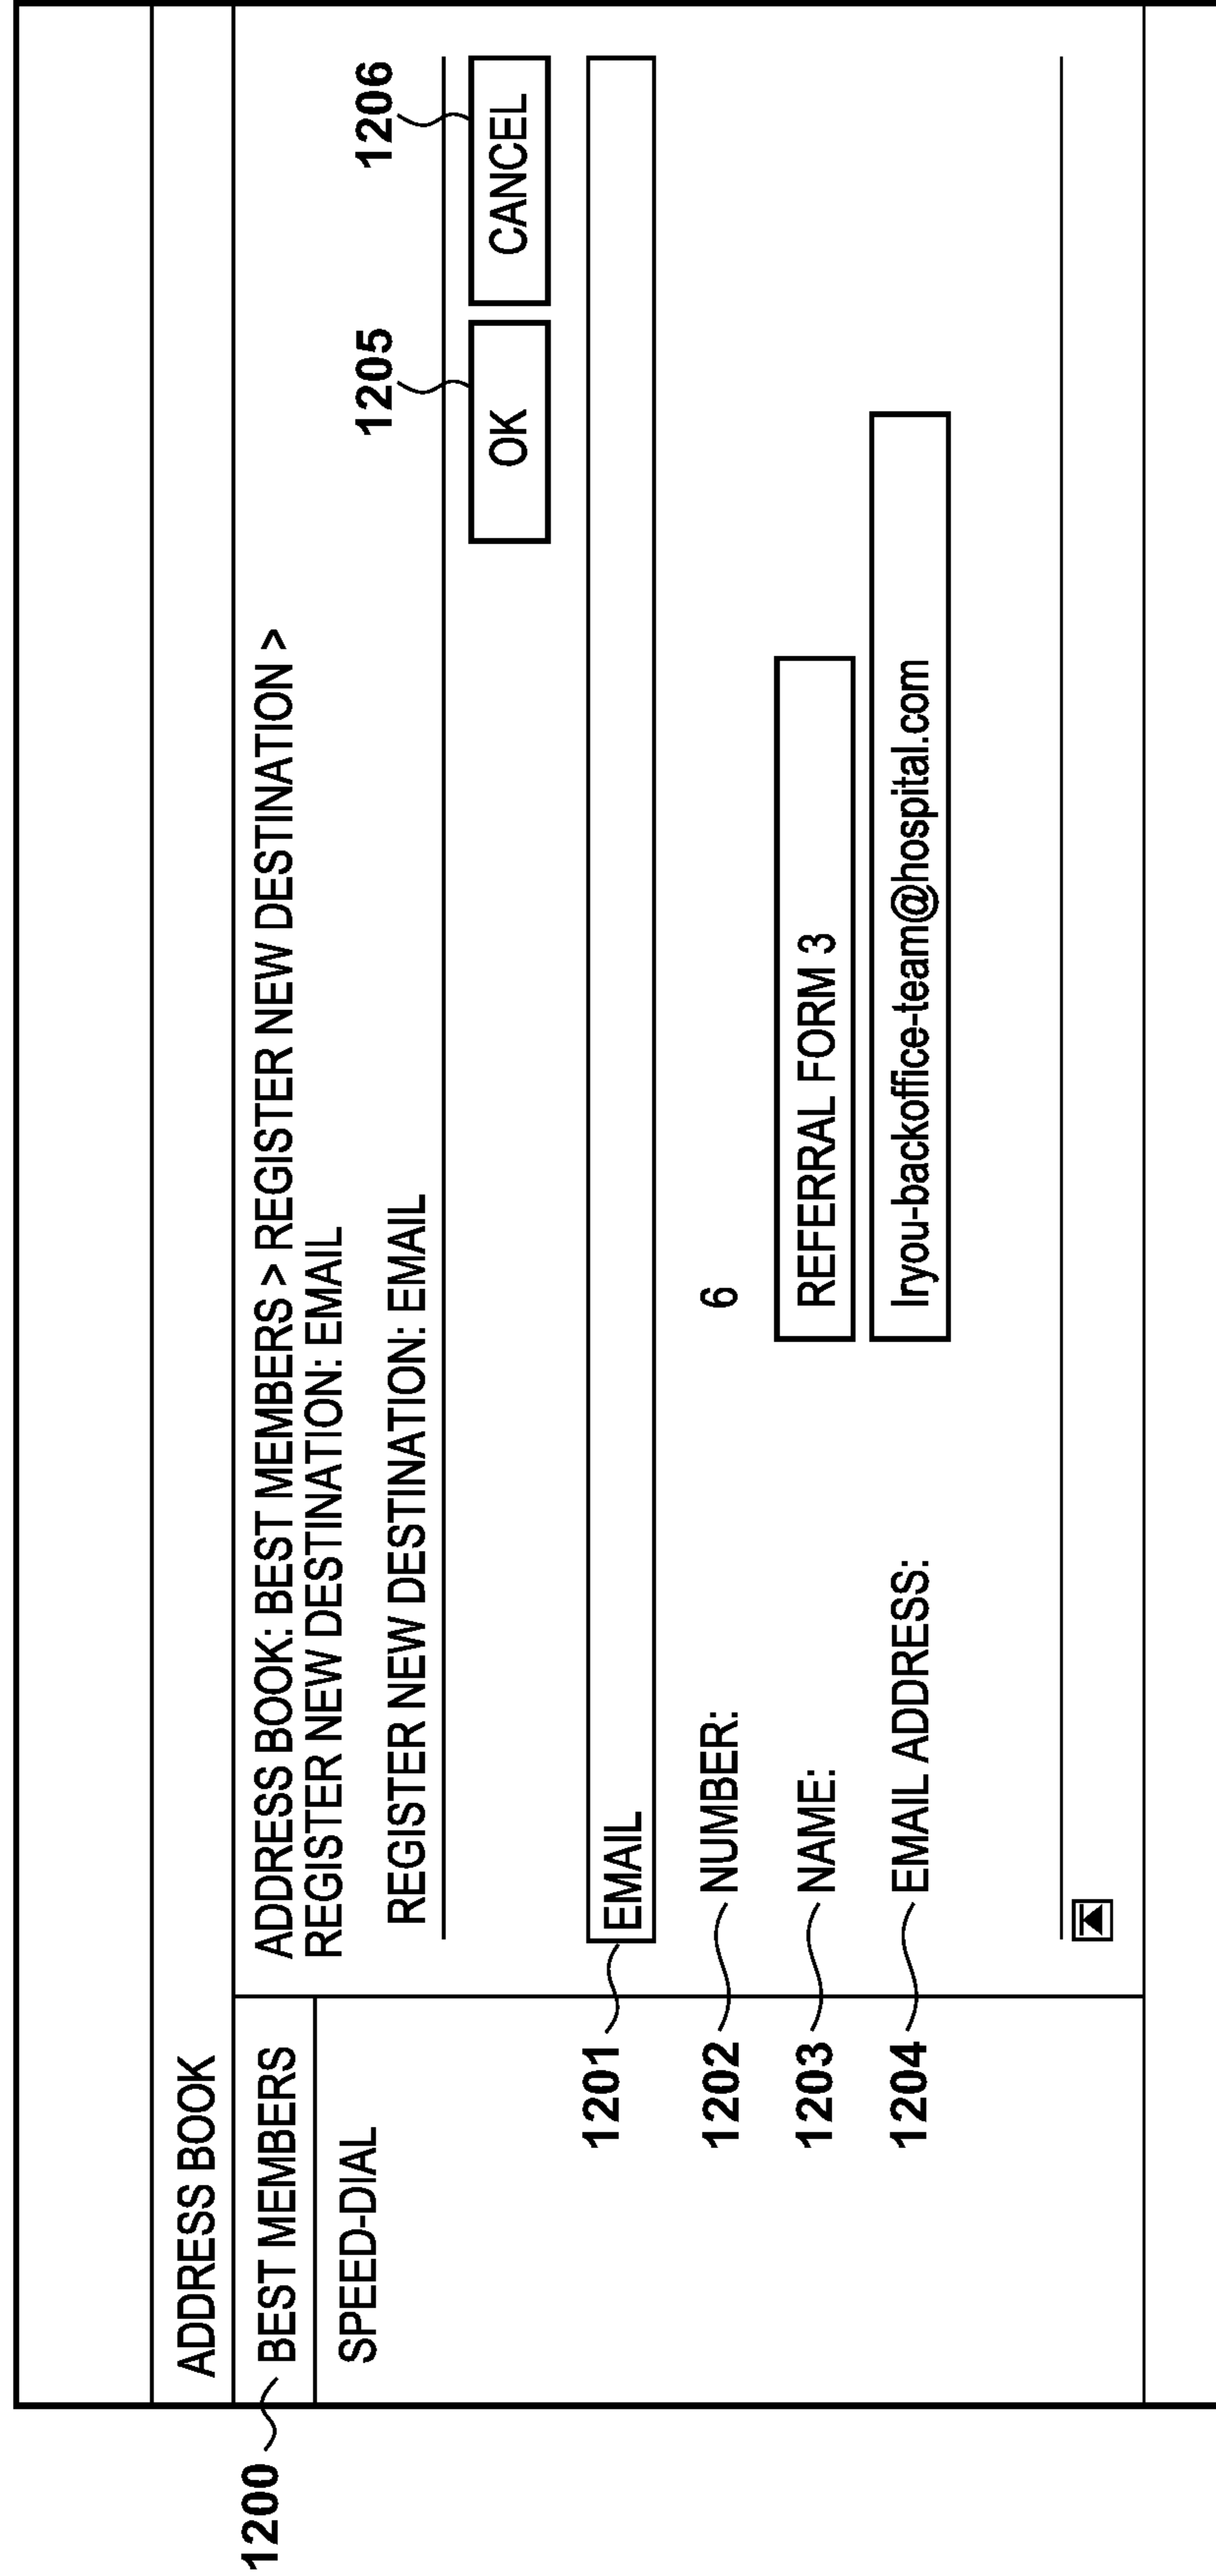 ADDRESS BOOK
1200
BEST MEMBERS
SPEED-DIAL
ADDRESS BOOK: BEST MEMBERS > REGISTER NEW DESTINATION >
REGISTER NEW DESTINATION: EMAIL
REGISTER NEW DESTINATION: EMAIL
1205
1206
OK
CANCEL
1201
EMAIL
1202
NUMBER: 6
1203
NAME: REFERRAL FORM 3
1204
EMAIL ADDRESS: Iryou-backoffice-team@hospital.com